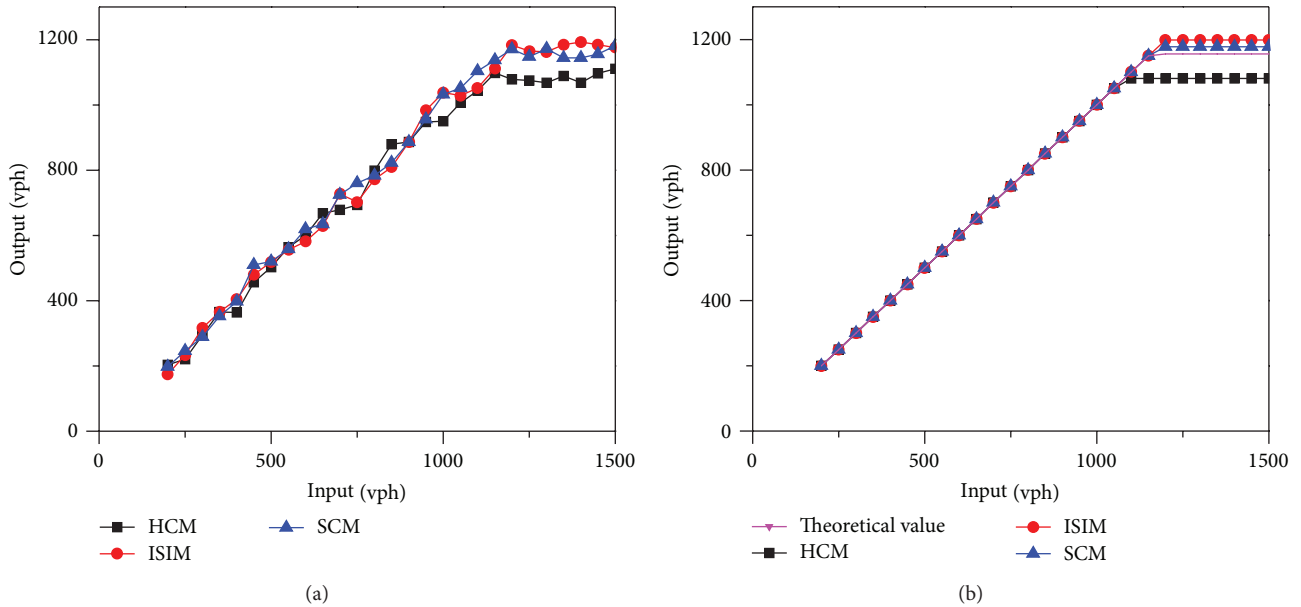 1200
800
400
0
Output (vph)
0
500
1000
1500
Input (vph)
HCM
SCM
ISIM
(a)
1200
800
400
0
Output (vph)
0
500
1000
1500
Input (vph)
Theoretical value
ISIM
HCM
SCM
(b)